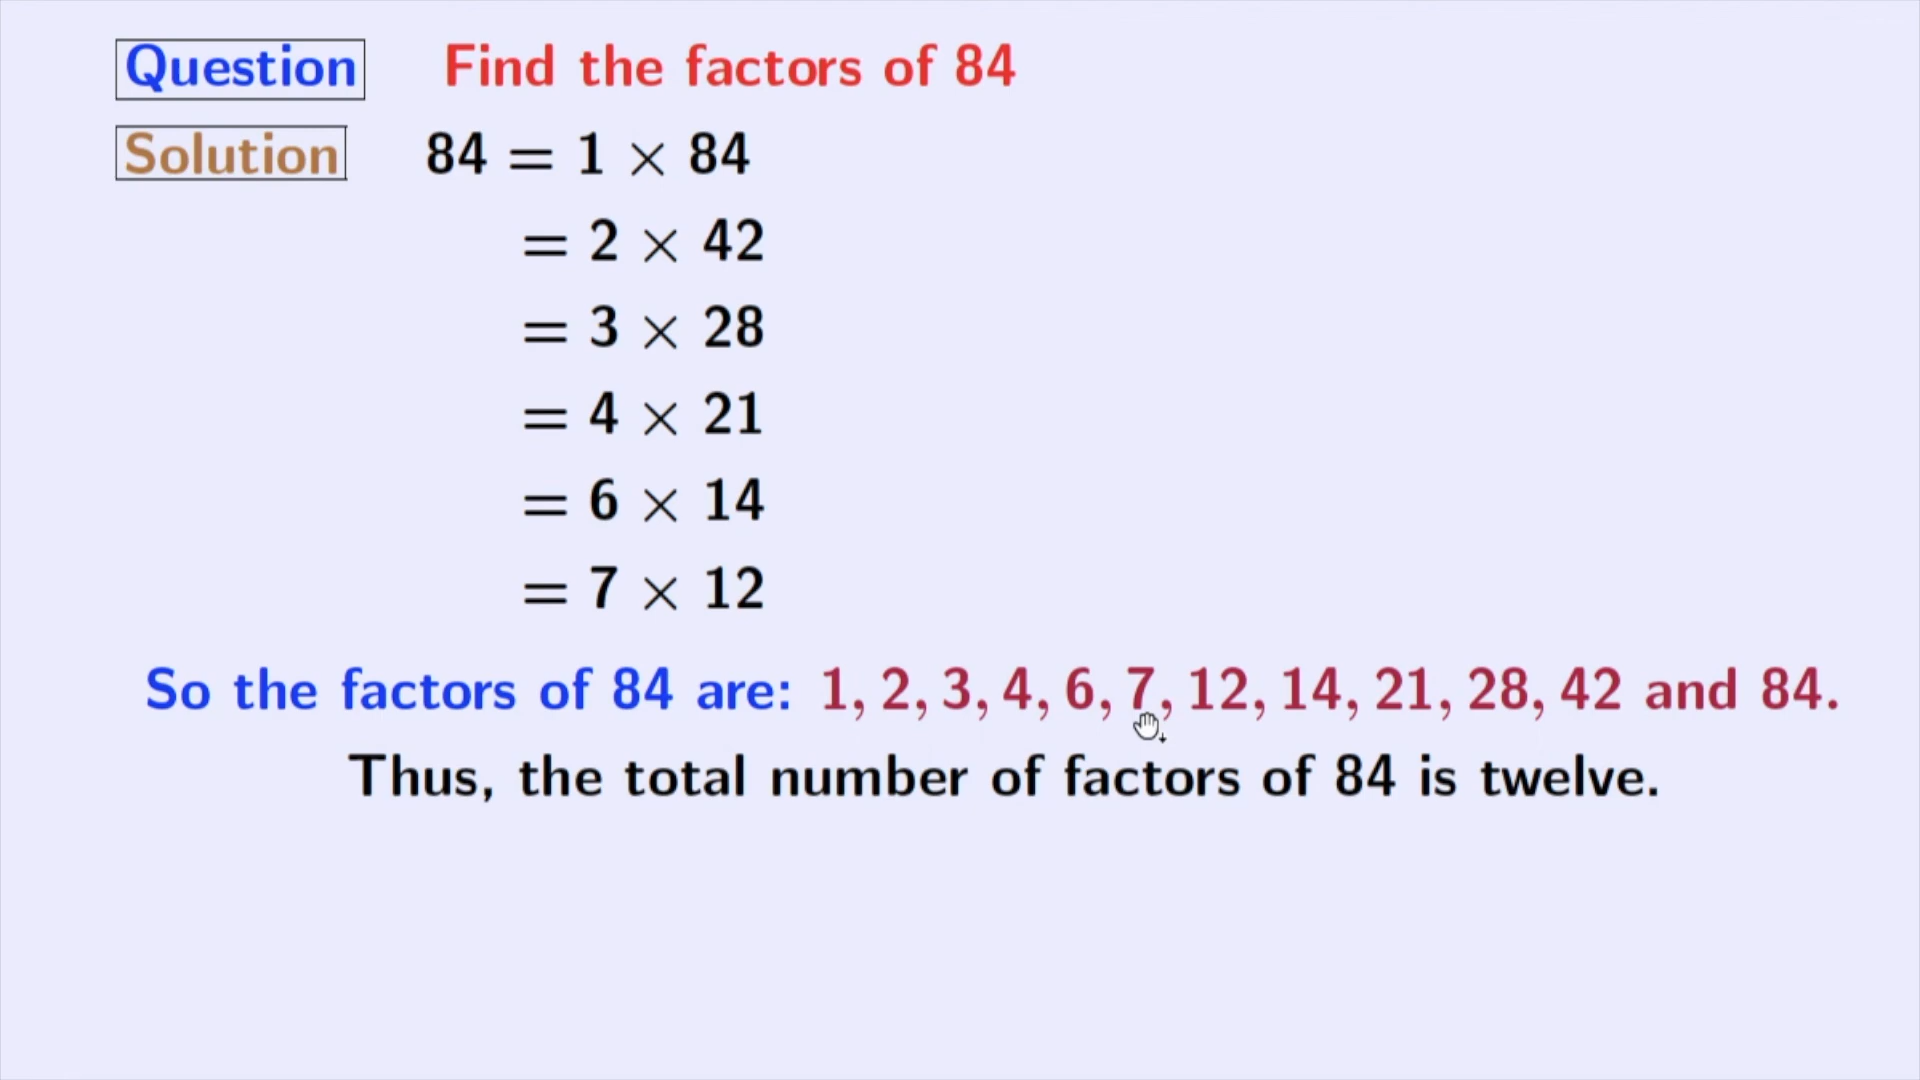 Question Find the factors of 84
Solution 84 = 1 × 84
= 2 × 42
= 3 × 28
= 4 × 21
= 6 × 14
= 7 × 12
So the factors of 84 are: 1, 2, 3, 4, 6, 7, 12, 14, 21, 28, 42 and 84.
Thus, the total number of factors of 84 is twelve.